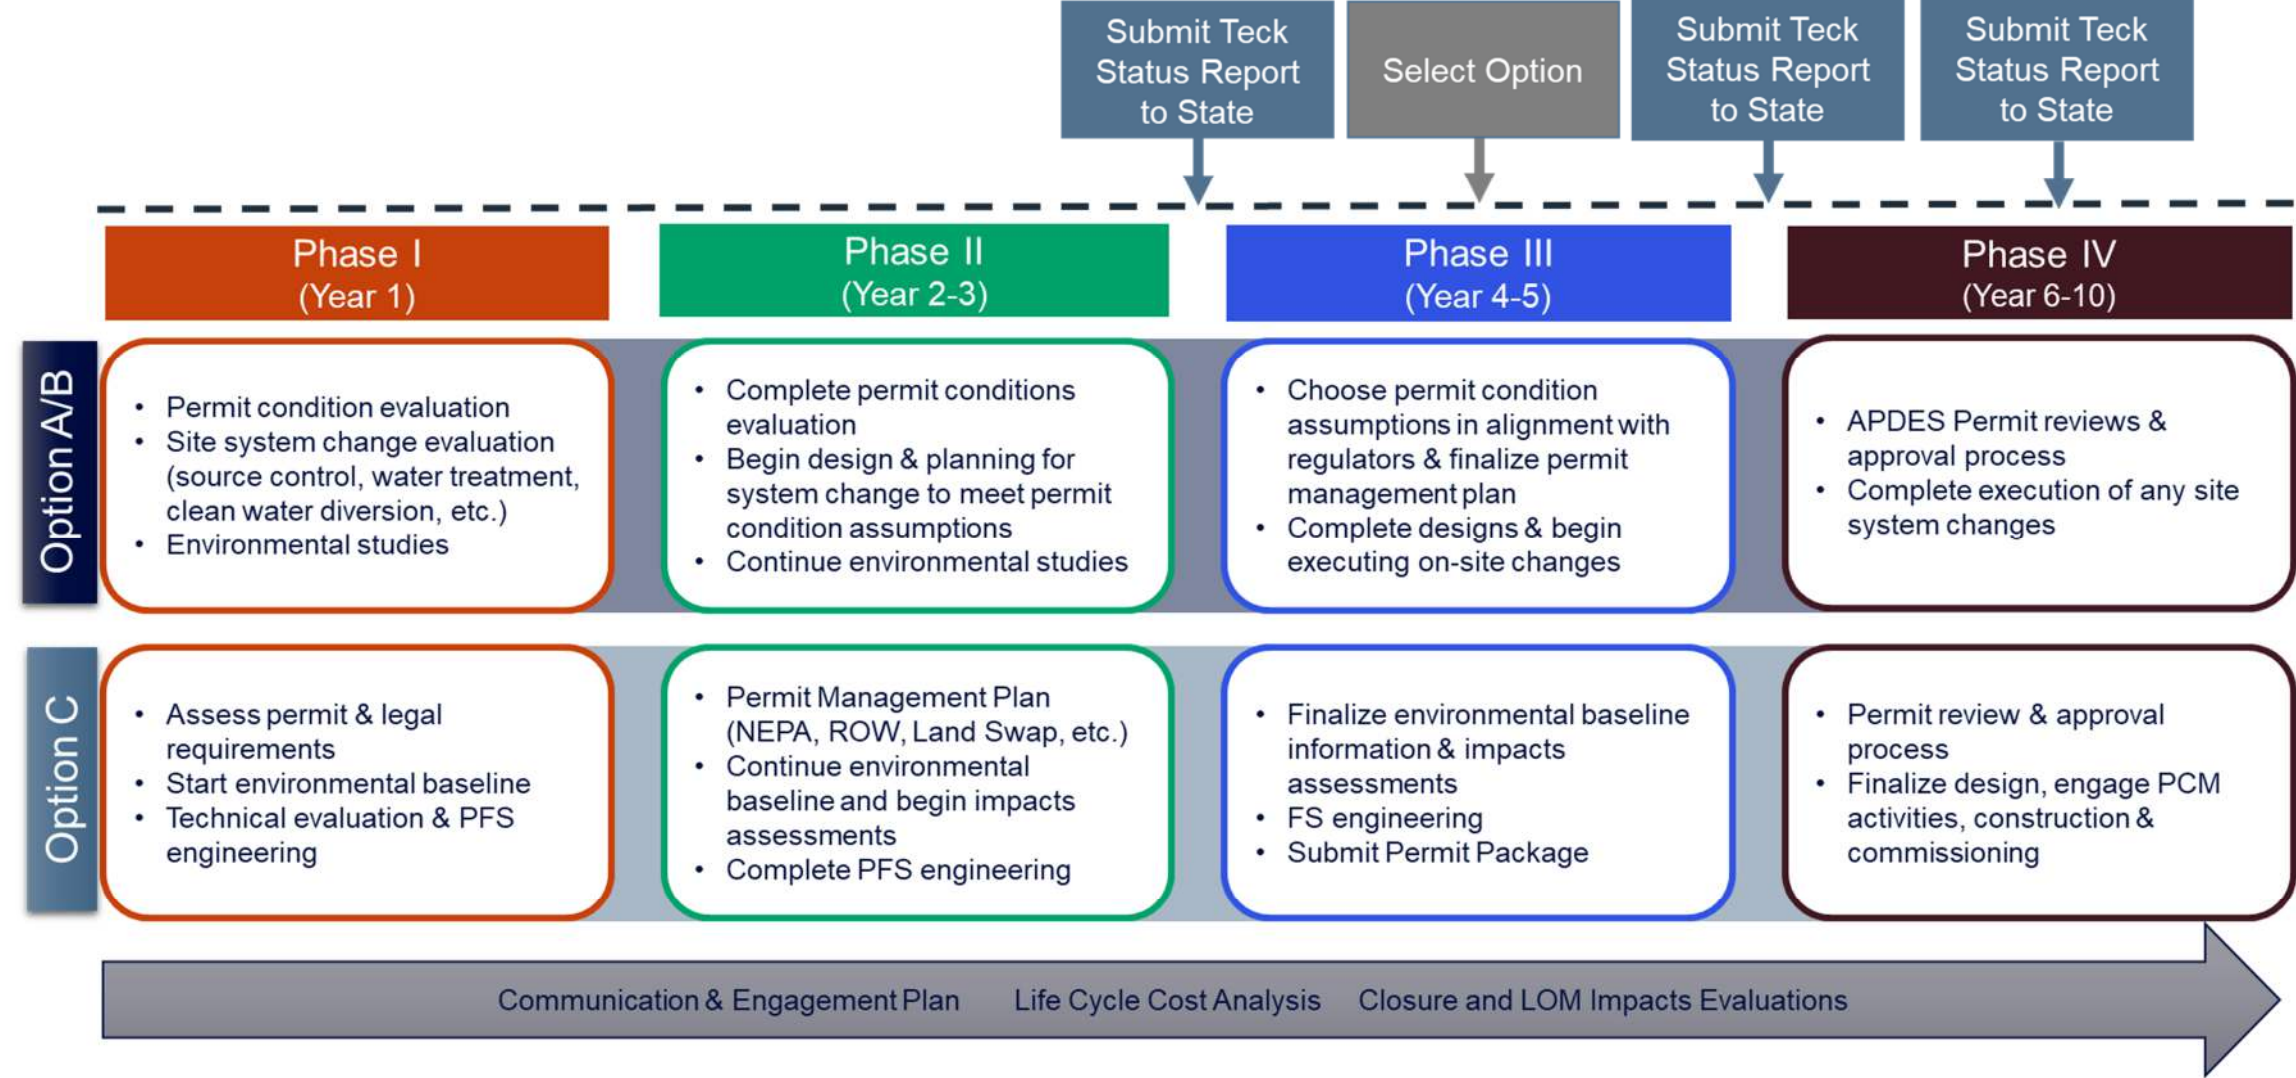 Submit Teck
Status Report
to State
Select Option
Submit Teck
Status Report
to State
Submit Teck
Status Report
to State
Phase I
(Year 1)
Phase II
(Year 2-3)
Phase III
(Year 4-5)
Phase IV
(Year 6-10)
Option A/B
• Permit condition evaluation
• Site system change evaluation
(source control, water treatment,
clean water diversion, etc.)
• Environmental studies
• Complete permit conditions
evaluation
• Begin design & planning for
system change to meet permit
condition assumptions
• Continue environmental studies
• Choose permit condition
assumptions in alignment with
regulators & finalize permit
management plan
• Complete designs & begin
executing on-site changes
• APDES Permit reviews &
approval process
• Complete execution of any site
system changes
Option C
• Assess permit & legal
requirements
• Start environmental baseline
• Technical evaluation & PFS
engineering
• Permit Management Plan
(NEPA, ROW, Land Swap, etc.)
• Continue environmental
baseline and begin impacts
assessments
• Complete PFS engineering
• Finalize environmental baseline
information & impacts
assessments
• FS engineering
• Submit Permit Package
• Permit review & approval
process
• Finalize design, engage PCM
activities, construction &
commissioning
Communication & Engagement Plan Life Cycle Cost Analysis Closure and LOM Impacts Evaluations